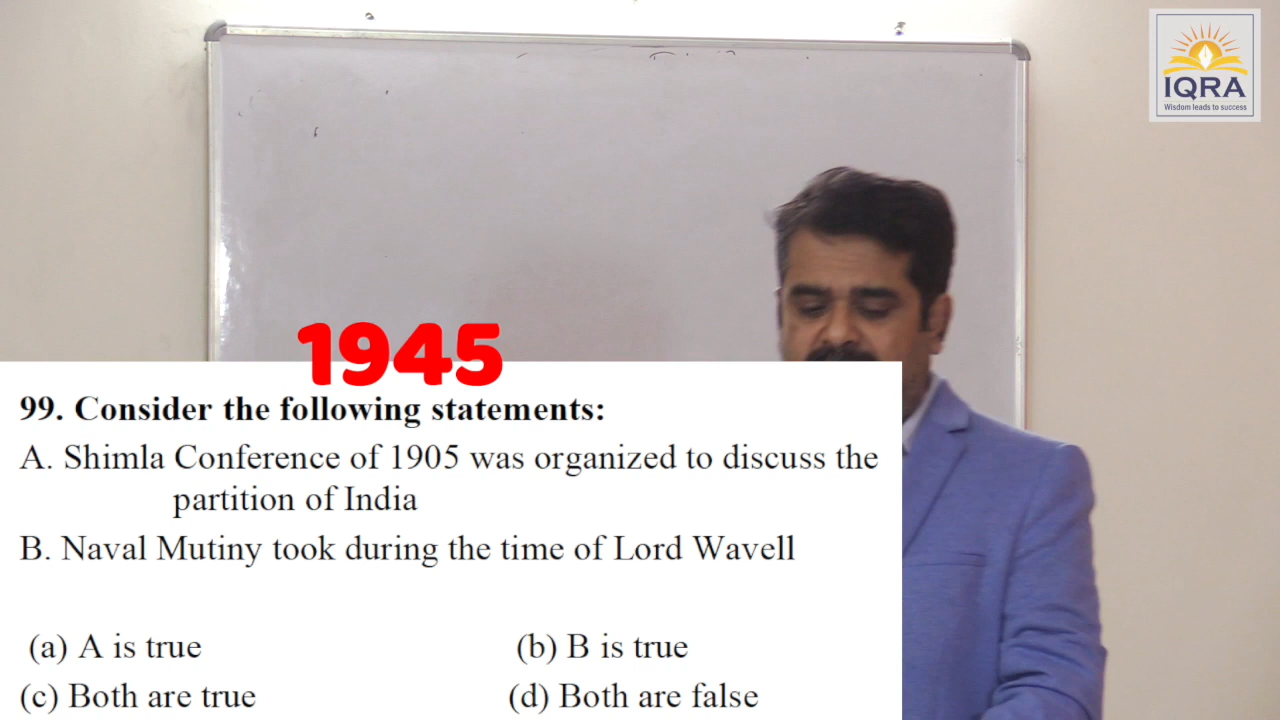 IQRA
Wisdom leads to success
1945
99. Consider the following statements:
A. Shimla Conference of 1905 was organized to discuss the
partition of India
B. Naval Mutiny took during the time of Lord Wavell
(a) A is true
(b) B is true
(c) Both are true
(d) Both are false